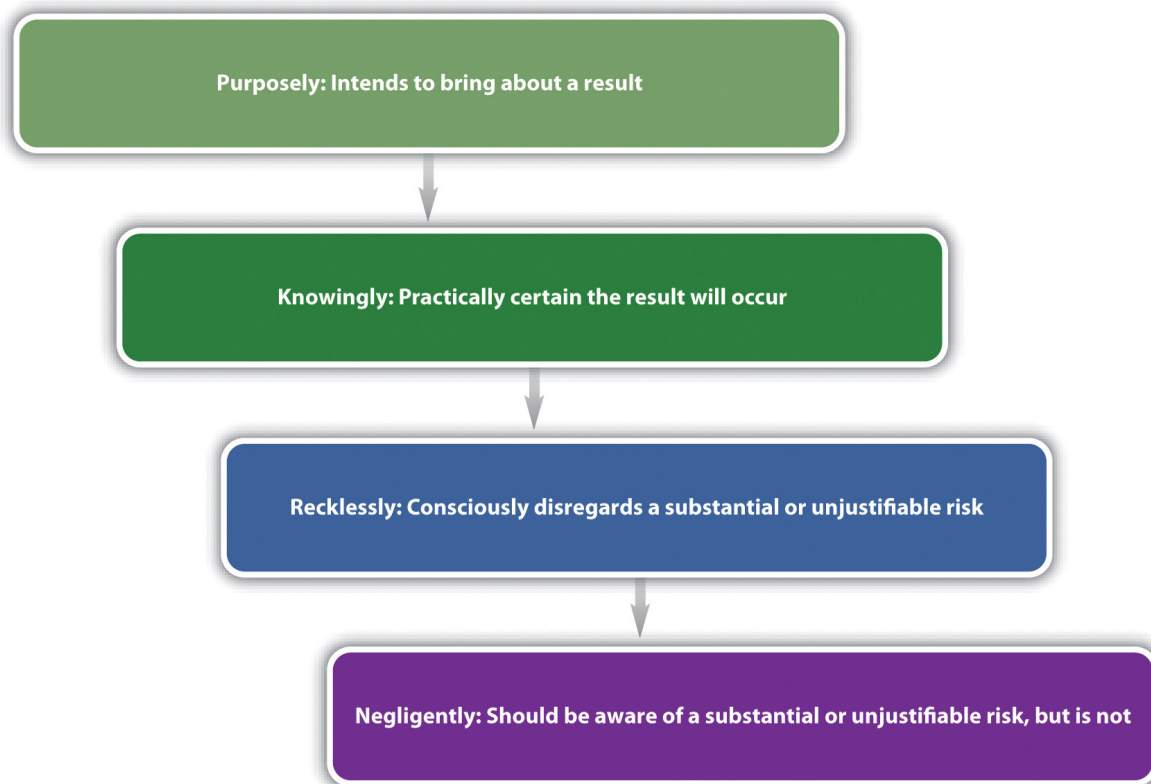 Purposely: Intends to bring about a result
Knowingly: Practically certain the result will occur
Recklessly: Consciously disregards a substantial or unjustifiable risk
Negligently: Should be aware of a substantial or unjustifiable risk, but is not